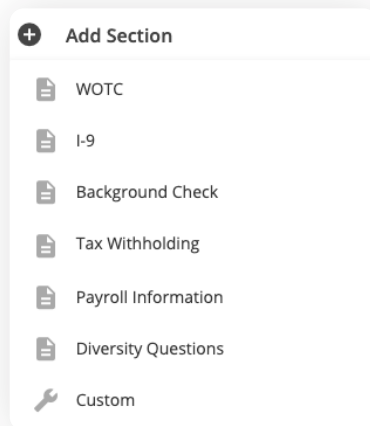 Add Section
WOTC
I-9
Background Check
Tax Withholding
Payroll Information
Diversity Questions
Custom